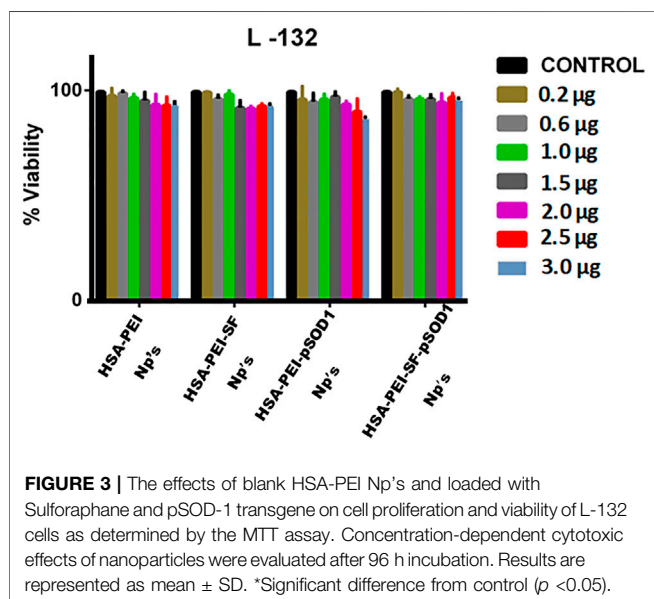 L -132
% Viability
100
0
HSA-PEI
Np's
HSA-PEI-SF
Np's
HSA-PEI-pSOD1
Np's
HSA-PEI-SF-pSOD1
Np's
CONTROL
0.2 µg
0.6 µg
1.0 µg
1.5 µg
2.0 µg
2.5 µg
3.0 µg
FIGURE 3 | The effects of blank HSA-PEI Np's and loaded with
Sulforaphane and pSOD-1 transgene on cell proliferation and viability of L-132
cells as determined by the MTT assay. Concentration-dependent cytotoxic
effects of nanoparticles were evaluated after 96 h incubation. Results are
represented as mean ± SD. *Significant difference from control (p <0.05).